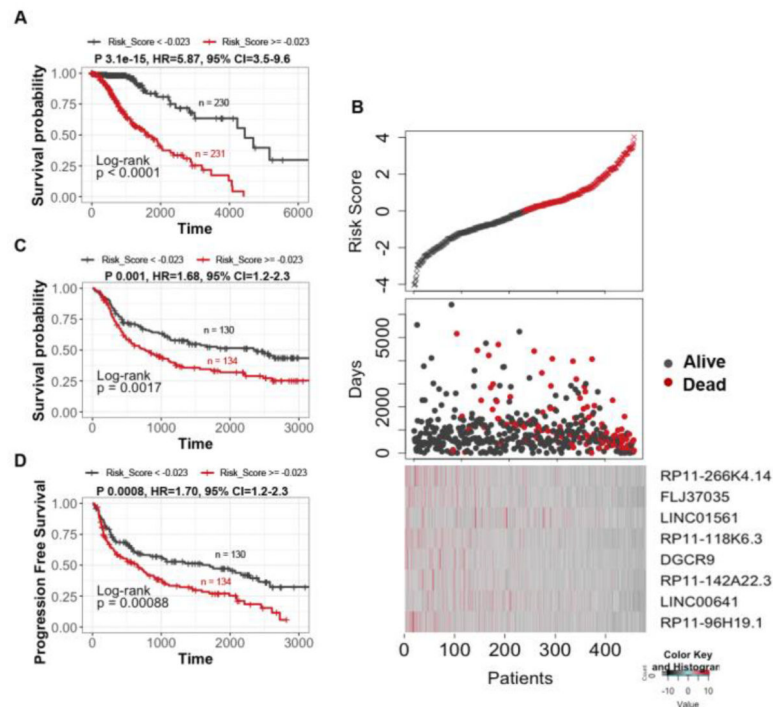 A
Risk_Score < -0.023 Risk_Score >= -0.023
P 3.1e-15, HR=5.87, 95% CI=3.5-9.6
Survival probability
1.00
0.75
0.50
0.25
0.00
n = 230
n = 231
Log-rank
p < 0.0001
0 2000 4000 6000
Time
C
Risk_Score < -0.023 Risk_Score >= -0.023
P 0.001, HR=1.68, 95% CI=1.2-2.3
Survival probability
1.00
0.75
0.50
0.25
0.00
n = 130
n = 134
Log-rank
p = 0.0017
0 1000 2000 3000
Time
D
Risk_Score < -0.023 Risk_Score >= -0.023
P 0.0008, HR=1.70, 95% CI=1.2-2.3
Progression Free Survival
1.00
0.75
0.50
0.25
0.00
n = 130
n = 134
Log-rank
p = 0.00088
0 1000 2000 3000
Time
B
Risk Score
4
2
0
-2
-4
Days
5000
2000
0
Alive
Dead
RP11-266K4.14
FLJ37035
LINC01561
RP11-118K6.3
DGCR9
RP11-142A22.3
LINC00641
RP11-96H19.1
0 100 200 300 400
Patients
Color Key
and Histogram
Count
0
-10 0 10
Value